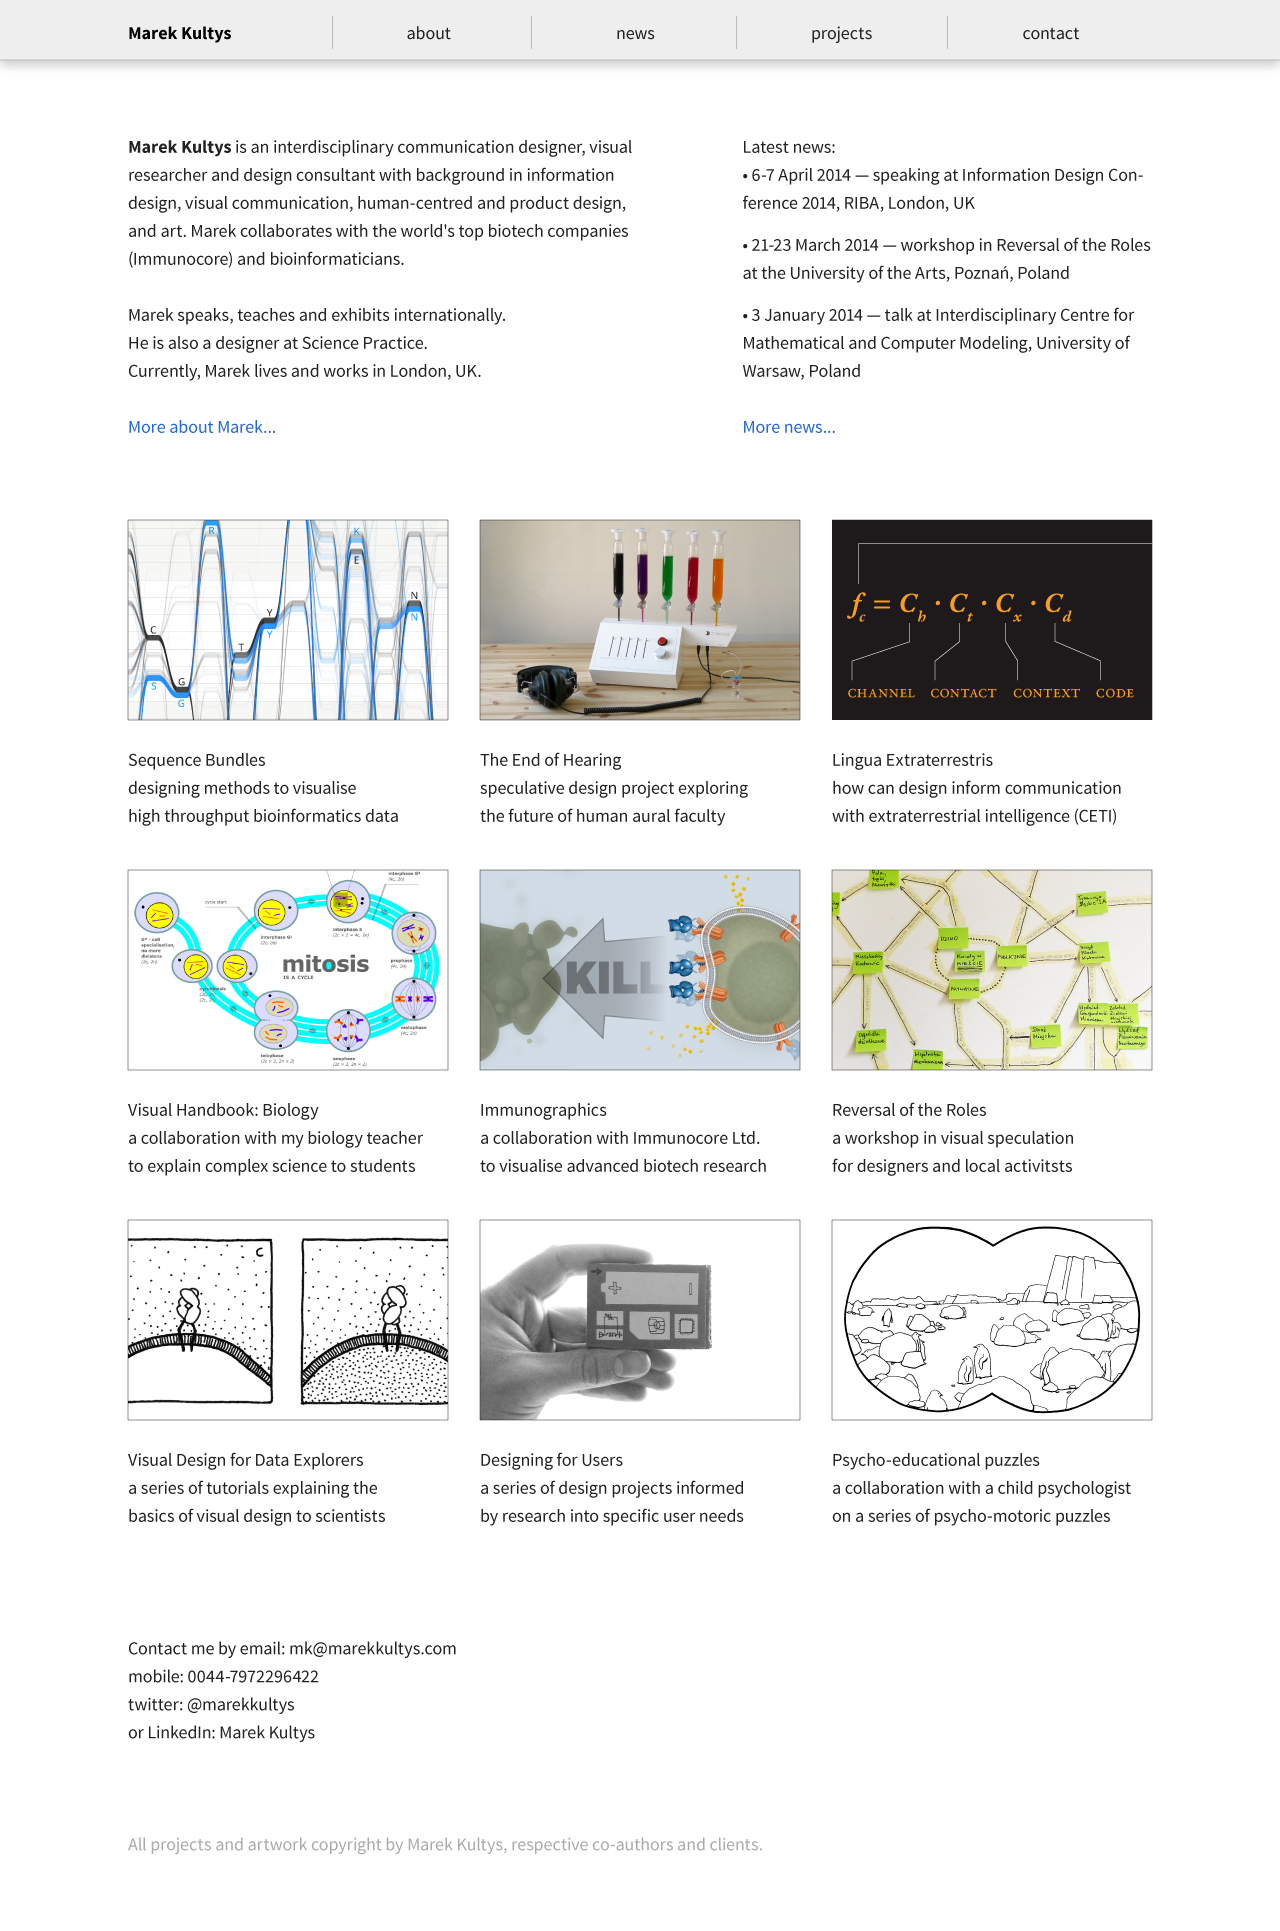 Marek Kultys
about
news
projects
contact
Marek Kultys is an interdisciplinary communication designer, visual
researcher and design consultant with background in information
design, visual communication, human-centred and product design,
and art. Marek collaborates with the world's top biotech companies
(Immunocore) and bioinformaticians.
Marek speaks, teaches and exhibits internationally.
He is also a designer at Science Practice.
Currently, Marek lives and works in London, UK.
More about Marek...
Latest news:
• 6-7 April 2014 — speaking at Information Design Con-
ference 2014, RIBA, London, UK
• 21-23 March 2014 — workshop in Reversal of the Roles
at the University of the Arts, Poznań, Poland
• 3 January 2014 — talk at Interdisciplinary Centre for
Mathematical and Computer Modeling, University of
Warsaw, Poland
More news...
R
K
E
C
S
G
G
T
Y
Y
N
N
fc = Ch · Ct · Cx · Cd
CHANNEL CONTACT CONTEXT CODE
Sequence Bundles
designing methods to visualise
high throughput bioinformatics data
The End of Hearing
speculative design project exploring
the future of human aural faculty
Lingua Extraterrestris
how can design inform communication
with extraterrestrial intelligence (CETI)
cycle start
mitosis
IS A CYCLE
prophase
metaphase
anaphase
telophase
KILL
PUBLICZNE
Visual Handbook: Biology
a collaboration with my biology teacher
to explain complex science to students
Immunographics
a collaboration with Immunocore Ltd.
to visualise advanced biotech research
Reversal of the Roles
a workshop in visual speculation
for designers and local activitsts
C
Visual Design for Data Explorers
a series of tutorials explaining the
basics of visual design to scientists
Designing for Users
a series of design projects informed
by research into specific user needs
Psycho-educational puzzles
a collaboration with a child psychologist
on a series of psycho-motoric puzzles
Contact me by email: mk@marekkultys.com
mobile: 0044-7972296422
twitter: @marekkultys
or LinkedIn: Marek Kultys
All projects and artwork copyright by Marek Kultys, respective co-authors and clients.